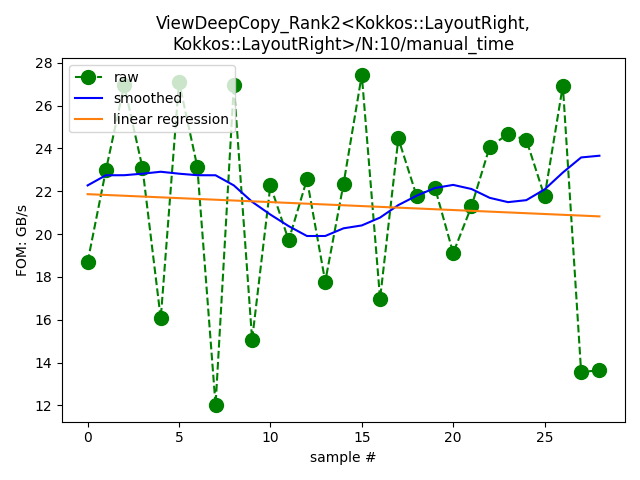 ViewDeepCopy_Rank2<Kokkos::LayoutRight,
Kokkos::LayoutRight>/N:10/manual_time
raw
smoothed
linear regression
FOM: GB/s
28
26
24
22
20
18
16
14
12
0 5 10 15 20 25
sample #